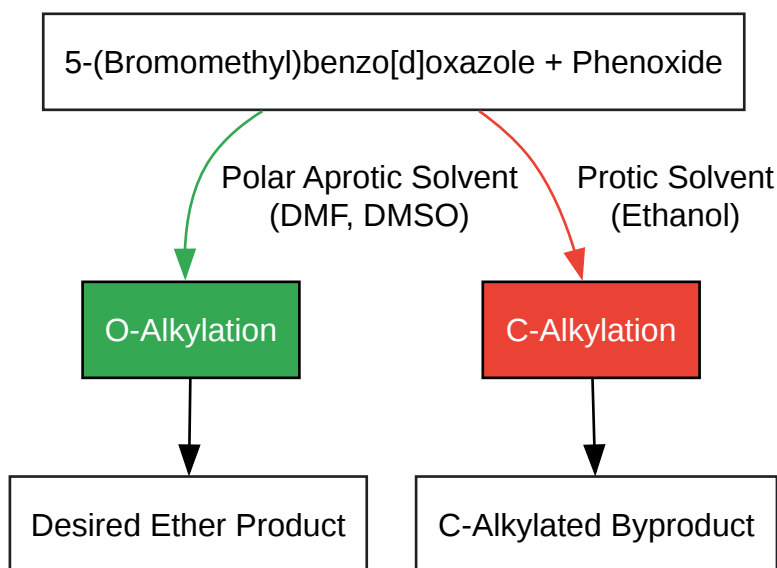 5-(Bromomethyl)benzo[d]oxazole + Phenoxide
Polar Aprotic Solvent
(DMF, DMSO)
Protic Solvent
(Ethanol)
O-Alkylation
C-Alkylation
Desired Ether Product
C-Alkylated Byproduct